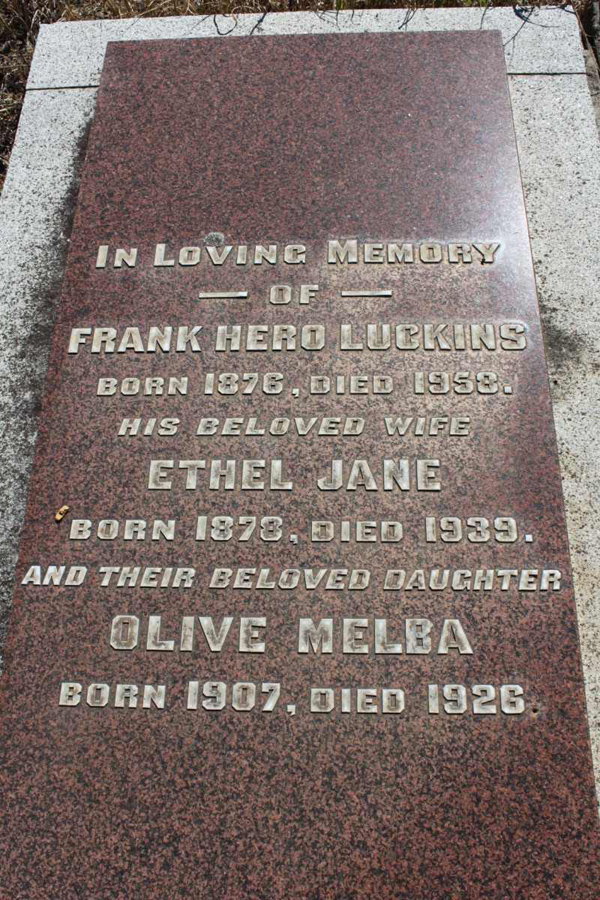 IN LOVING MEMORY
— OF —
FRANK HERO LUCKINS
BORN 1876, DIED 1958.
HIS BELOVED WIFE
ETHEL JANE
BORN 1878, DIED 1939.
AND THEIR BELOVED DAUGHTER
OLIVE MELBA
BORN 1907, DIED 1926.